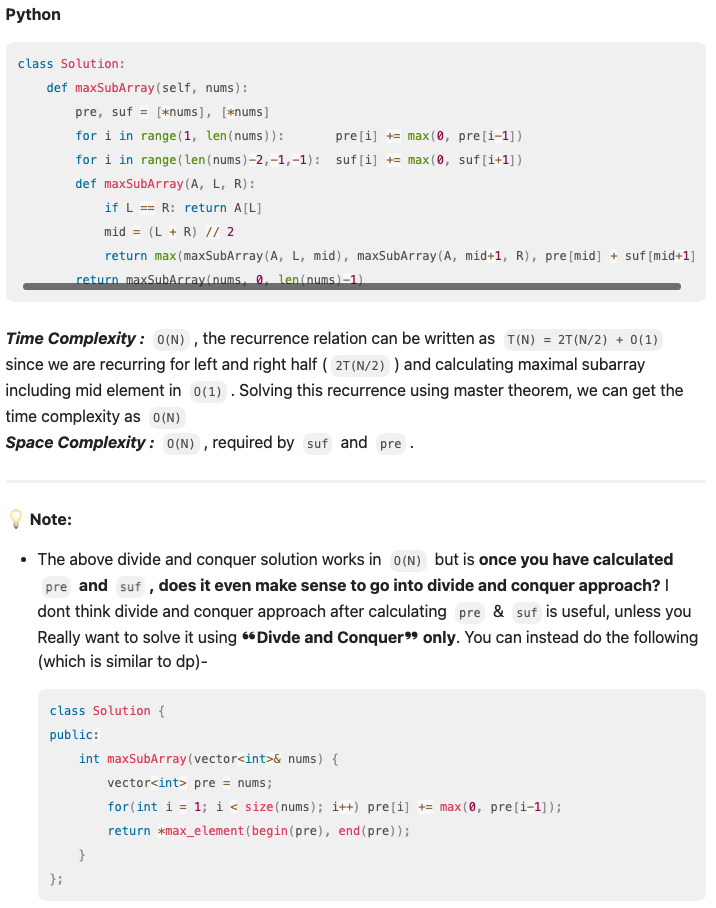 Python
class Solution:
    def maxSubArray(self, nums):
        pre, suf = [*nums], [*nums]
        for i in range(1, len(nums)):       pre[i] += max(0, pre[i-1])
        for i in range(len(nums)-2,-1,-1):  suf[i] += max(0, suf[i+1])
        def maxSubArray(A, L, R):
            if L == R: return A[L]
            mid = (L + R) // 2
            return max(maxSubArray(A, L, mid), maxSubArray(A, mid+1, R), pre[mid] + suf[mid+1]
        return maxSubArray(nums, 0, len(nums)-1)
Time Complexity : O(N) , the recurrence relation can be written as T(N) = 2T(N/2) + O(1)
since we are recurring for left and right half ( 2T(N/2) ) and calculating maximal subarray
including mid element in O(1) . Solving this recurrence using master theorem, we can get the
time complexity as O(N)
Space Complexity : O(N) , required by suf and pre .
💡 Note:
• The above divide and conquer solution works in O(N) but is once you have calculated
pre and suf , does it even make sense to go into divide and conquer approach? I
dont think divide and conquer approach after calculating pre & suf is useful, unless you
Really want to solve it using ❝Divde and Conquer❞ only. You can instead do the following
(which is similar to dp)-
class Solution {
public:
    int maxSubArray(vector<int>& nums) {
        vector<int> pre = nums;
        for(int i = 1; i < size(nums); i++) pre[i] += max(0, pre[i-1]);
        return *max_element(begin(pre), end(pre));
    }
};